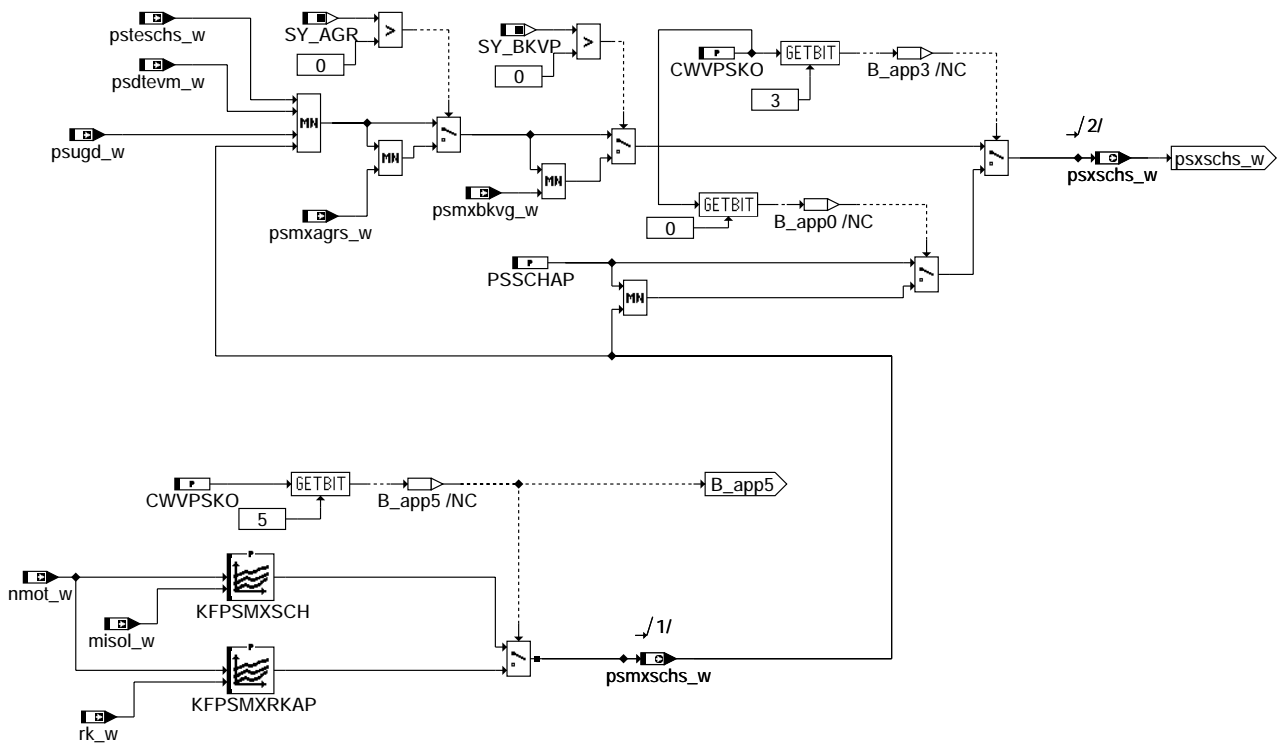 psteschs_w
SY_AGR
>
0
SY_BKVP
>
0
CWVPSKO
P
GETBIT
B_app3 /NC
3
psdtevm_w
psugd_w
MN
MN
psmxagrs_w
MN
psmxbkvg_w
2/
psxschs_w
psxschs_w
GETBIT
B_app0 /NC
0
P
PSSCHAP
MN
P
CWVPSKO
GETBIT
B_app5 /NC
B_app5
5
nmot_w
P
KFPSMXSCH
misol_w
1/
psmxschs_w
P
KFPSMXRKAP
rk_w